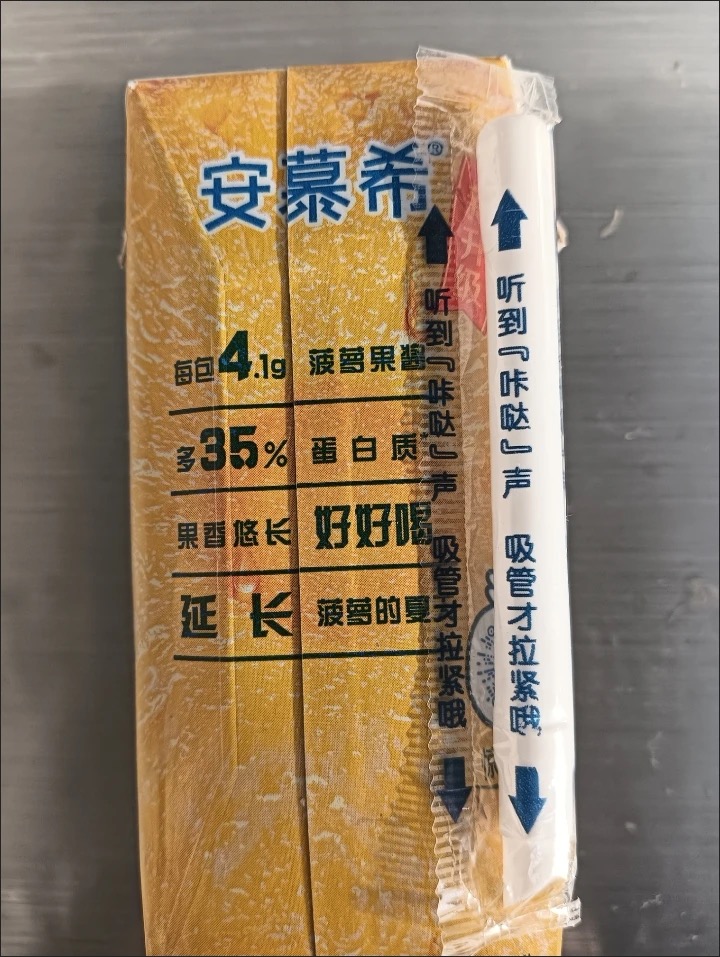 安慕希®
每包4.1g 菠萝果酱
多35% 蛋白质*
果香悠长 好好喝
延长 菠萝的夏
升级
听到『咔哒』声 吸管才拉紧哦
听到『咔哒』声 吸管才拉紧哦